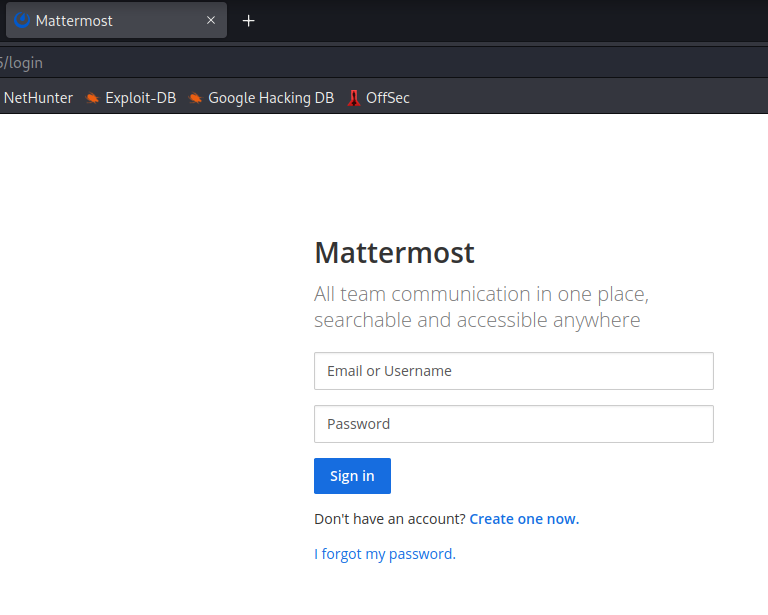 Mattermost
/login
NetHunter Exploit-DB Google Hacking DB OffSec
Mattermost
All team communication in one place,
searchable and accessible anywhere
Email or Username
Password
Sign in
Don't have an account? Create one now.
I forgot my password.